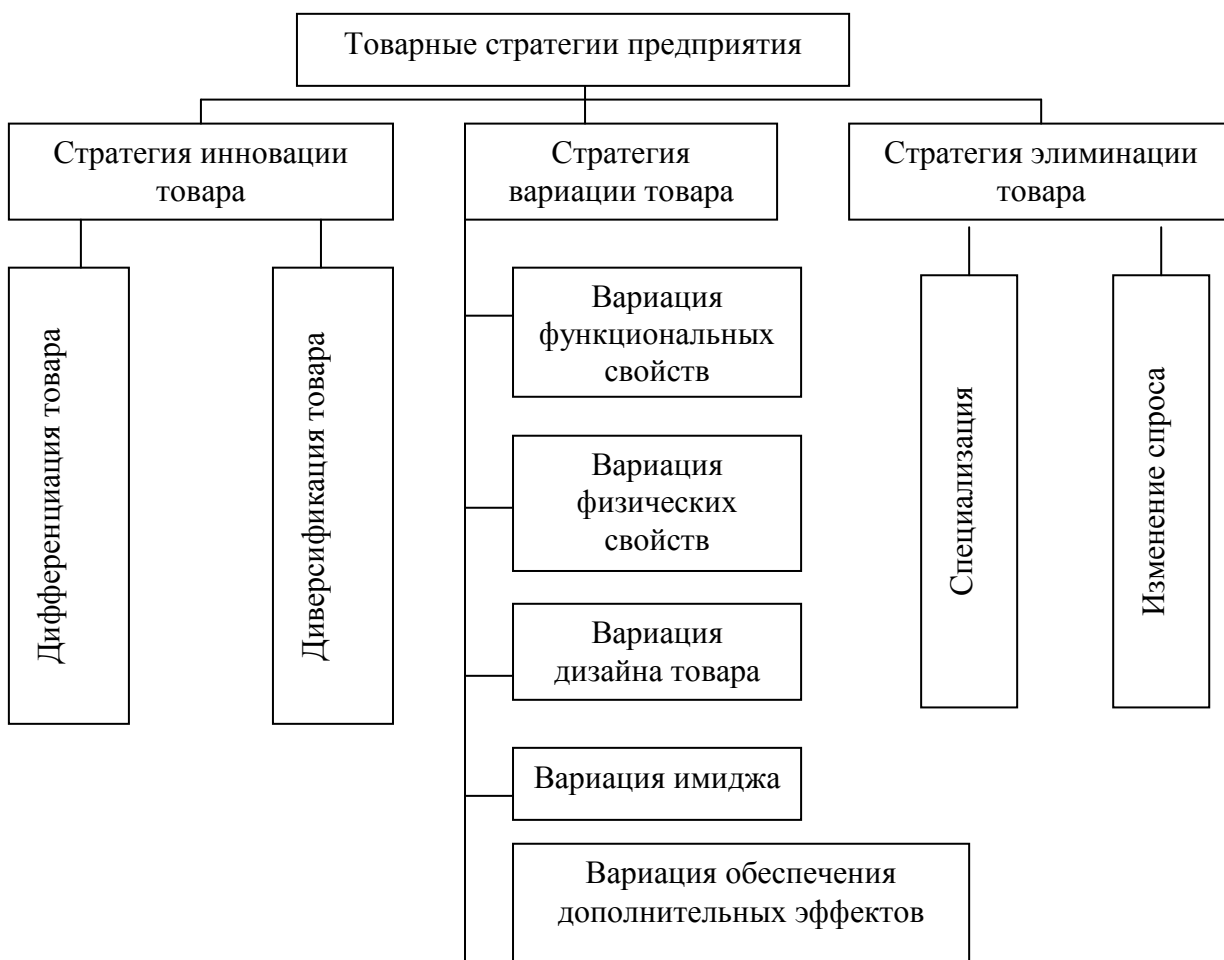 Товарные стратегии предприятия
Стратегия инновации
товара
Стратегия
вариации товара
Стратегия элиминации
товара
Дифференциация товара
Диверсификация товара
Вариация
функциональных
свойств
Вариация
физических
свойств
Вариация
дизайна товара
Вариация имиджа
Вариация обеспечения
дополнительных эффектов
Специализация
Изменение спроса